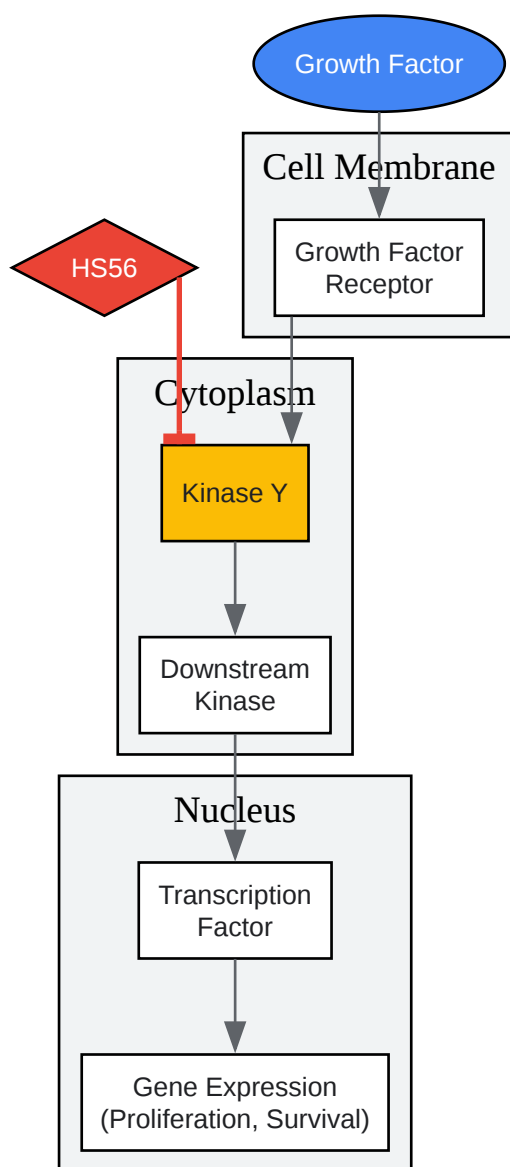 Growth Factor
Cell Membrane
Growth Factor
Receptor
HS56
Cytoplasm
Kinase Y
Downstream
Kinase
Nucleus
Transcription
Factor
Gene Expression
(Proliferation, Survival)